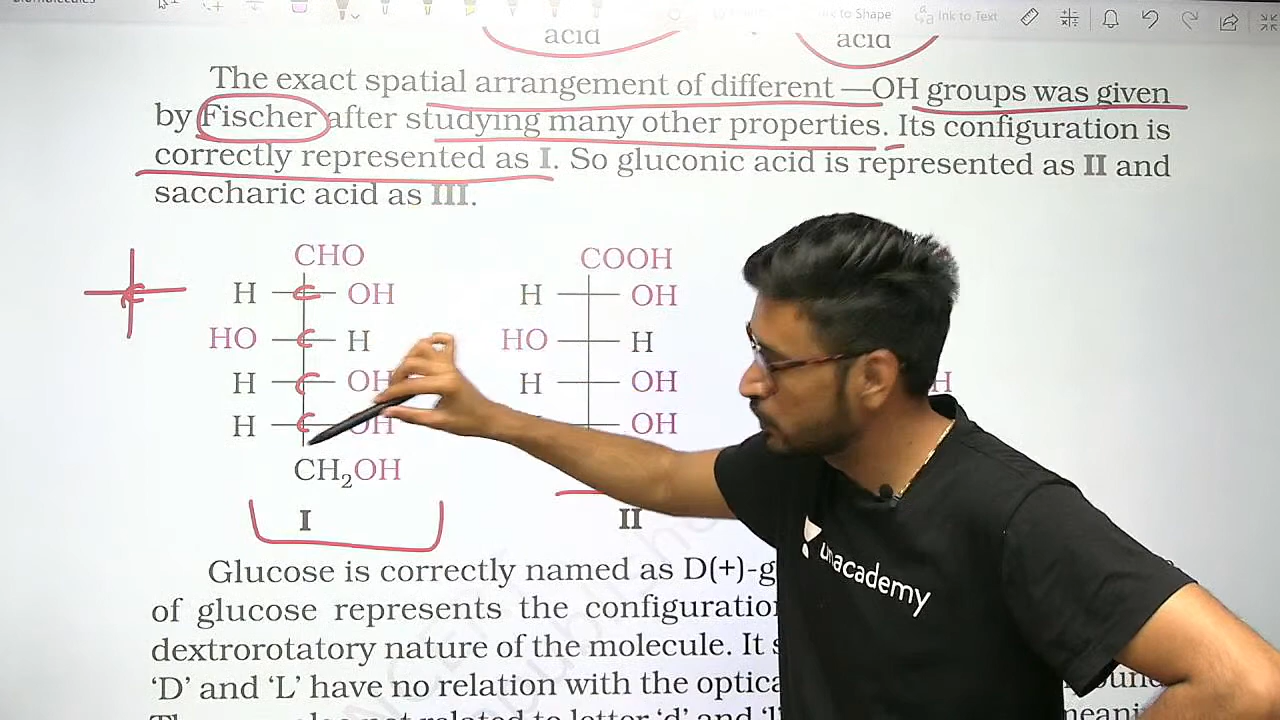 to Shape
Ink to Text
acid
acid
The exact spatial arrangement of different —OH groups was given
by Fischer after studying many other properties. Its configuration is
correctly represented as I. So gluconic acid is represented as II and
saccharic acid as III.
CHO
COOH
H C OH
H OH
HO C H
HO H
H C OH
H OH
H
H C OH
OH
CH₂OH
I
II
Glucose is correctly named as D(+)-g
of glucose represents the configuration
dextrorotatory nature of the molecule. It
'D' and 'L' have no relation with the optica
unacademy